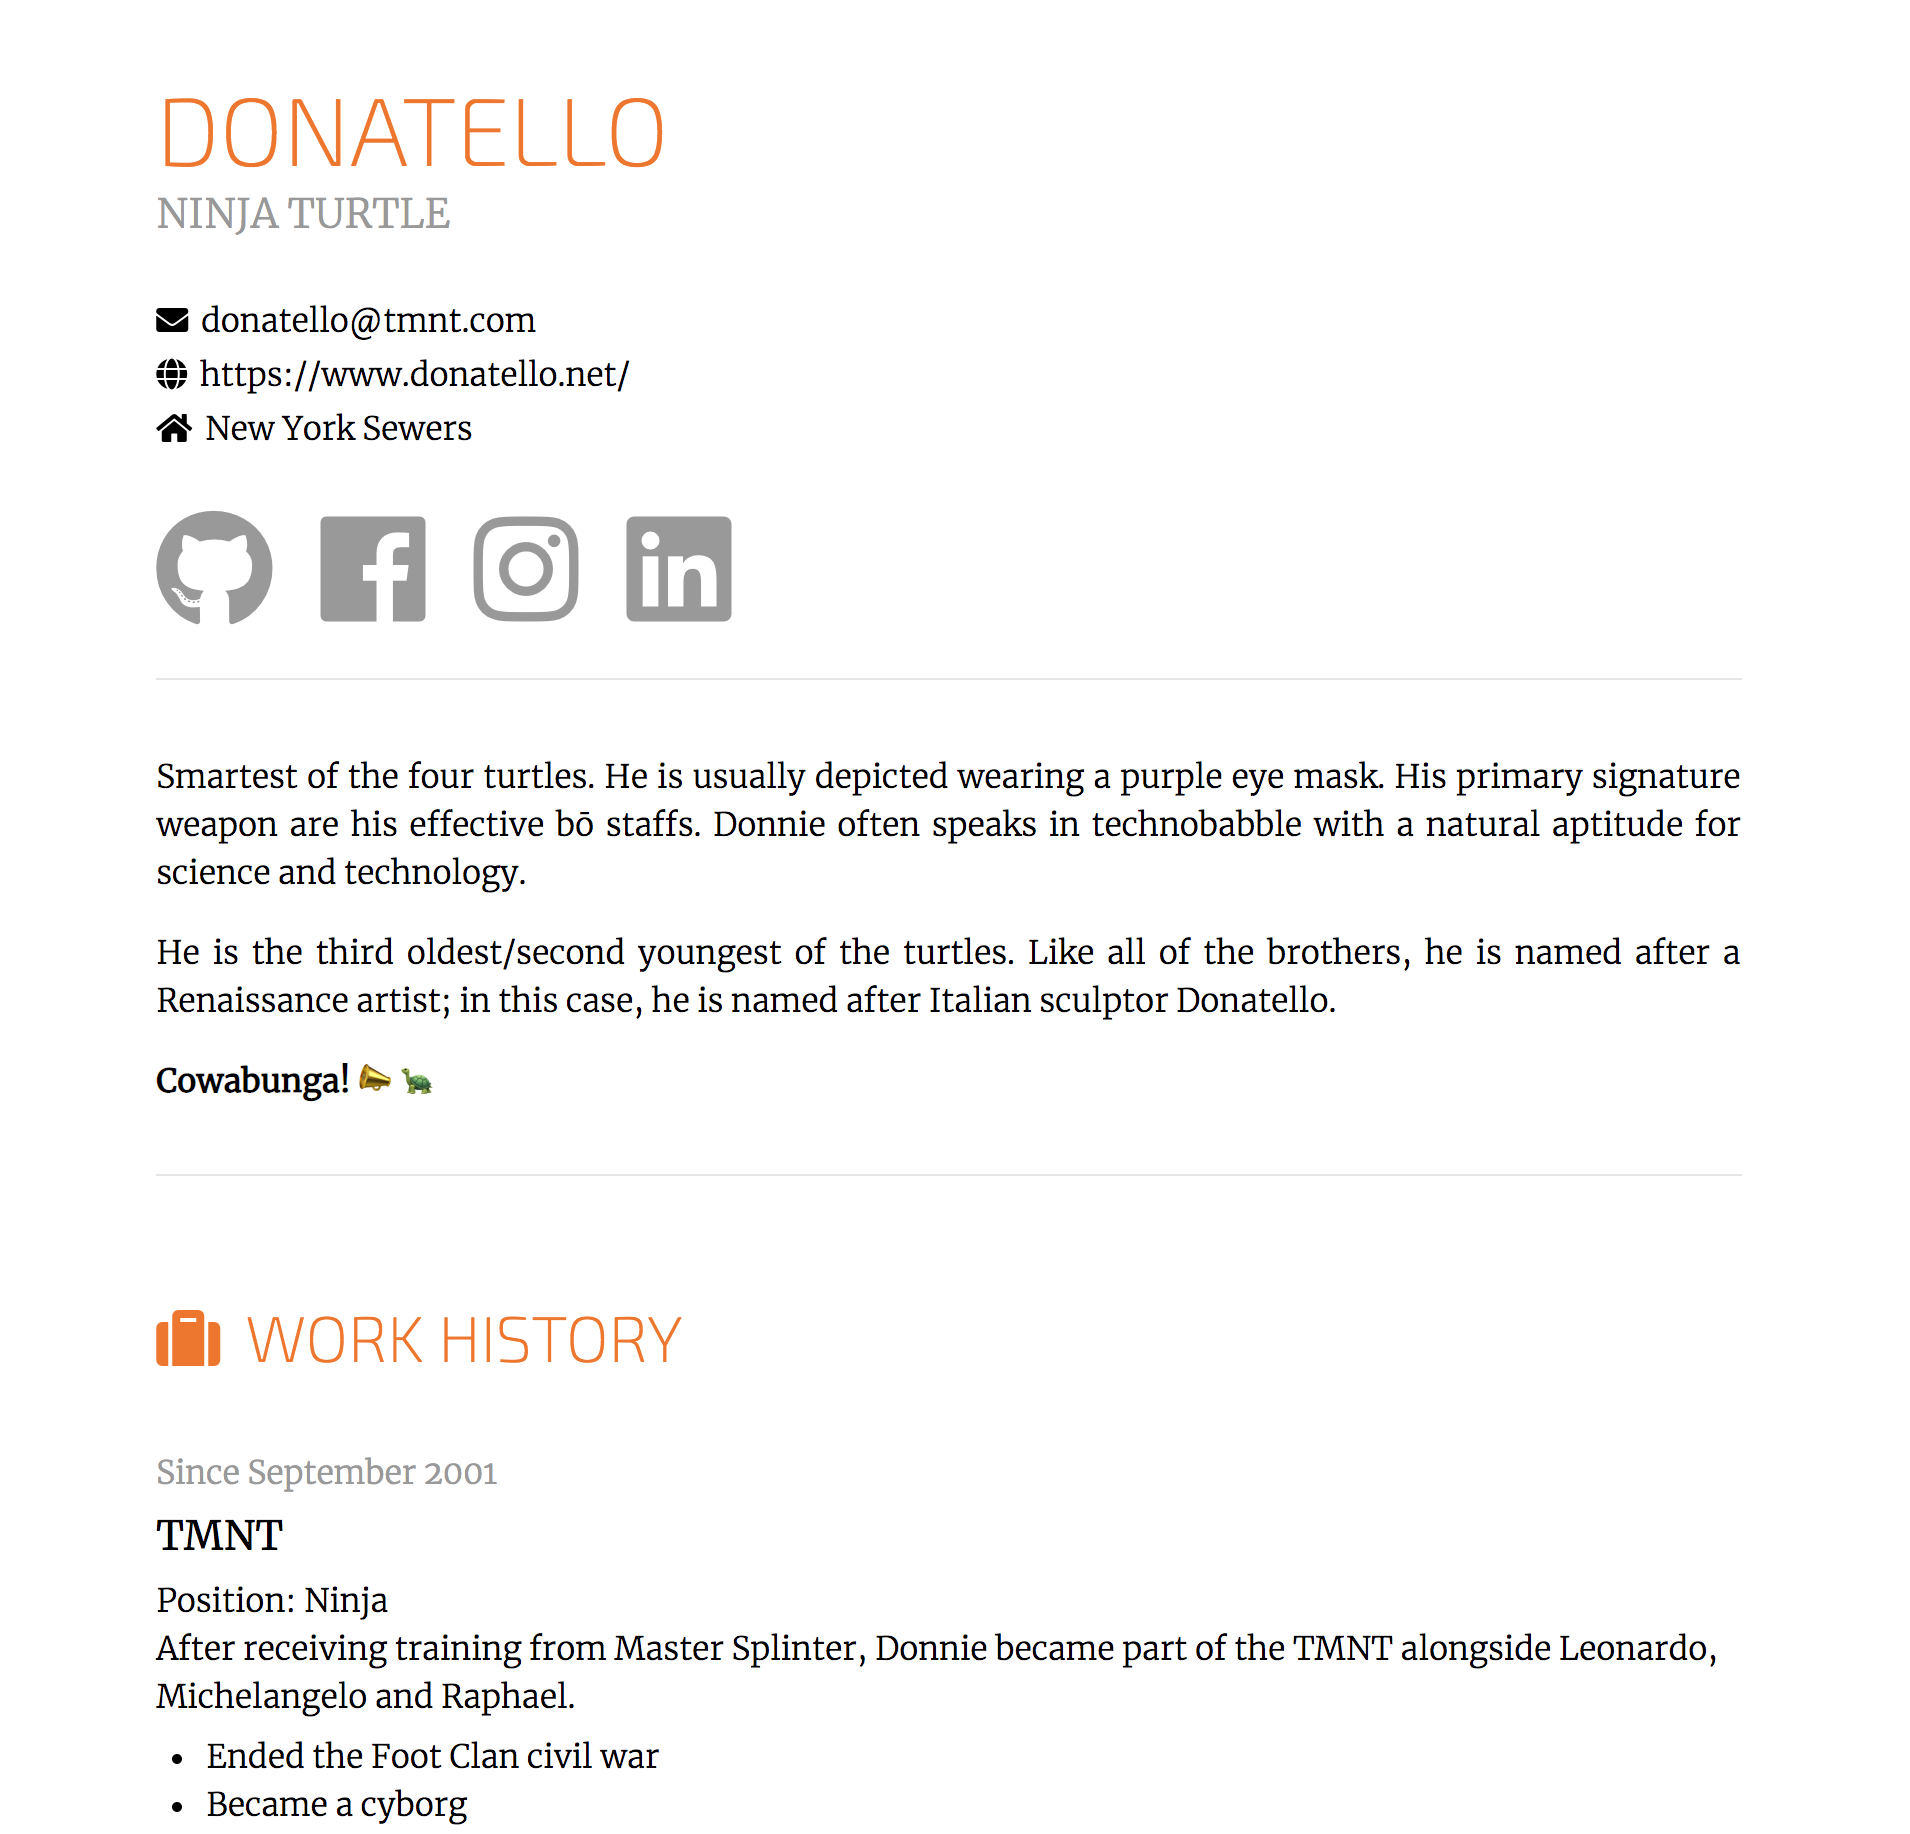 DONATELLO
NINJA TURTLE
donatello@tmnt.com
https://www.donatello.net/
New York Sewers
Smartest of the four turtles. He is usually depicted wearing a purple eye mask. His primary signature
weapon are his effective bō staffs. Donnie often speaks in technobabble with a natural aptitude for
science and technology.
He is the third oldest/second youngest of the turtles. Like all of the brothers, he is named after a
Renaissance artist; in this case, he is named after Italian sculptor Donatello.
Cowabunga! 📣 🐢
WORK HISTORY
Since September 2001
TMNT
Position: Ninja
After receiving training from Master Splinter, Donnie became part of the TMNT alongside Leonardo,
Michelangelo and Raphael.
• Ended the Foot Clan civil war
• Became a cyborg